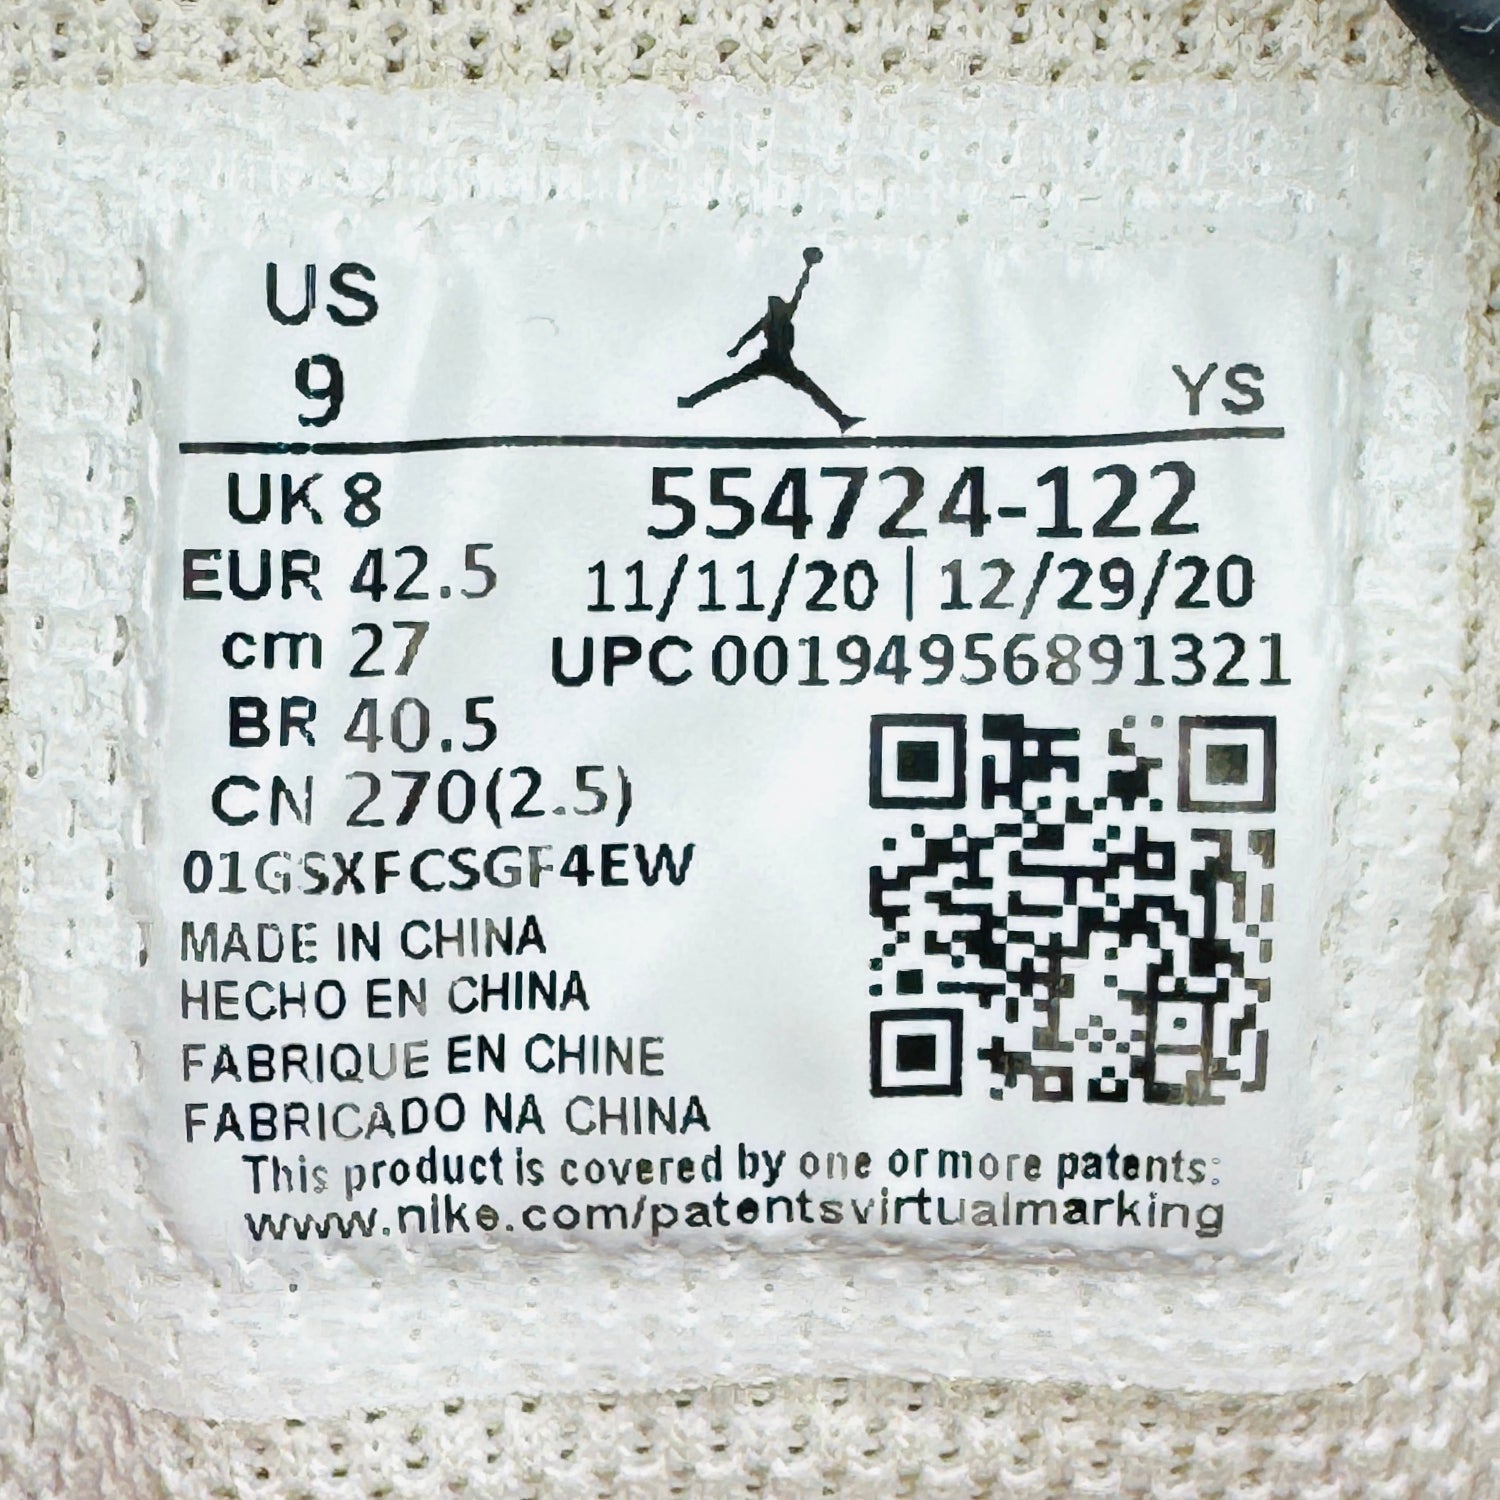 US
9
YS
UK 8
554724-122
EUR 42.5
11/11/20 | 12/29/20
cm 27
UPC 00194956891321
BR 40.5
CN 270(2.5)
01GSXFCSGF4EW
MADE IN CHINA
HECHO EN CHINA
FABRIQUE EN CHINE
FABRICADO NA CHINA
This product is covered by one or more patents:
www.nike.com/patentsvirtualmarking